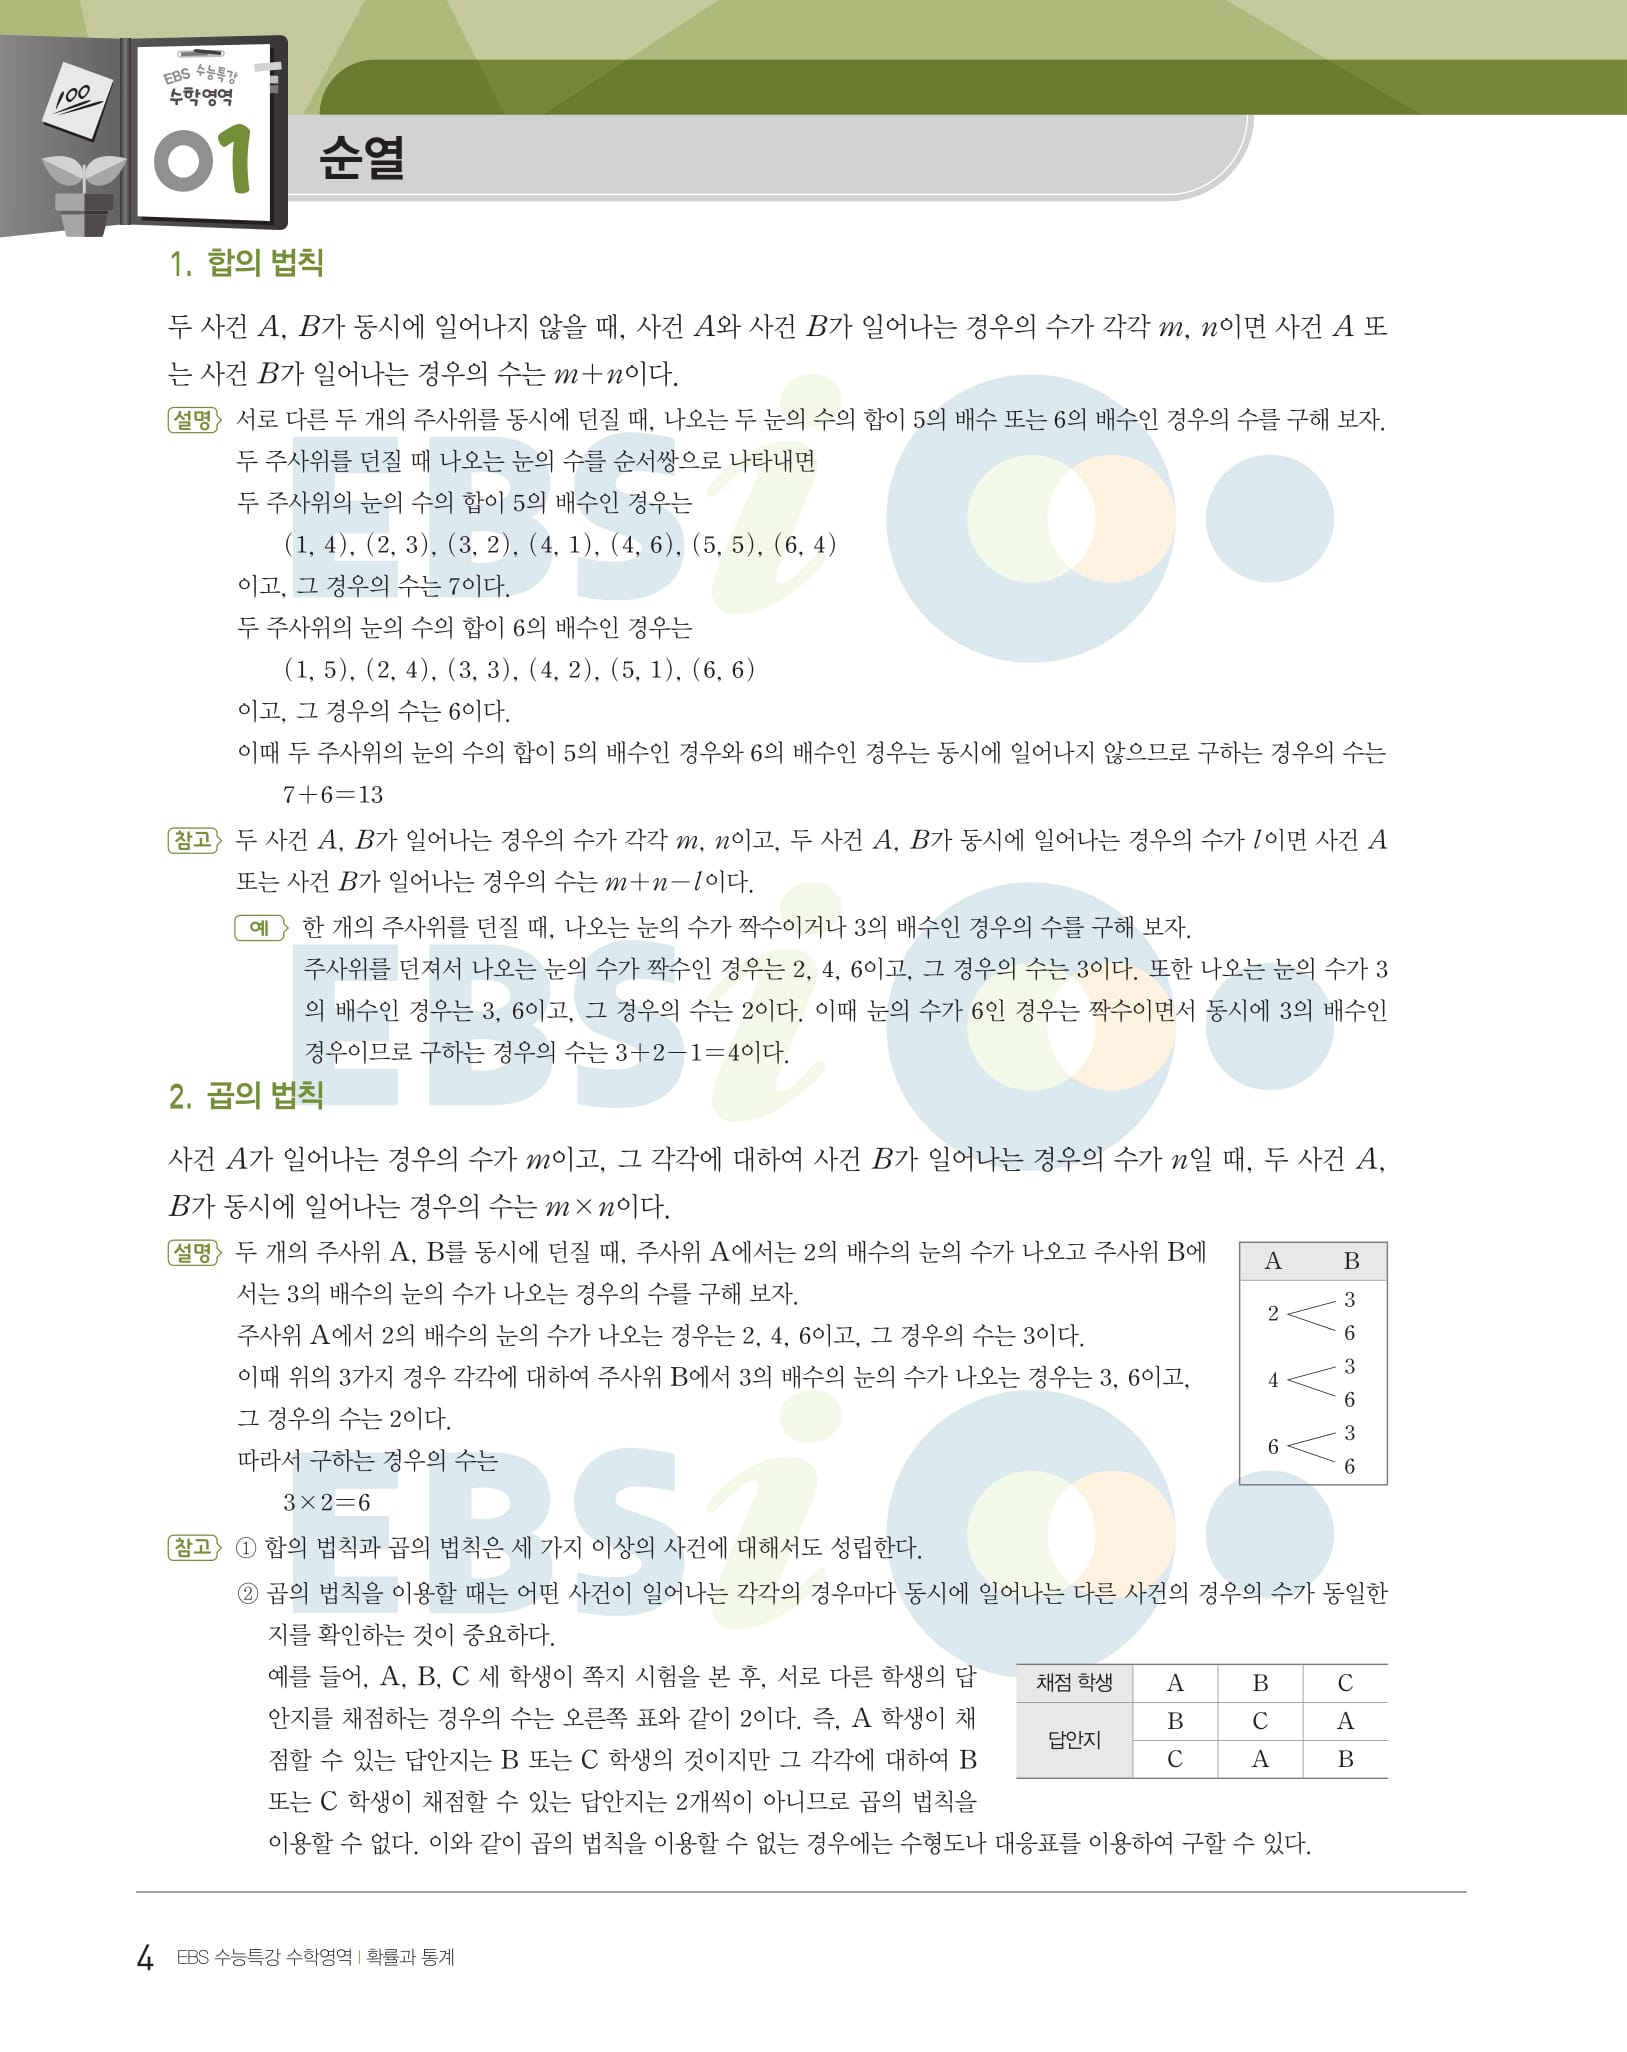 100
EBS 수능특강
수학영역
01
순열
1. 합의 법칙
두 사건 A, B가 동시에 일어나지 않을 때, 사건 A와 사건 B가 일어나는 경우의 수가 각각 m, n이면 사건 A 또
는 사건 B가 일어나는 경우의 수는 m+n이다.
설명 서로 다른 두 개의 주사위를 동시에 던질 때, 나오는 두 눈의 수의 합이 5의 배수 또는 6의 배수인 경우의 수를 구해 보자.
두 주사위를 던질 때 나오는 눈의 수를 순서쌍으로 나타내면
두 주사위의 눈의 수의 합이 5의 배수인 경우는
(1, 4), (2, 3), (3, 2), (4, 1), (4, 6), (5, 5), (6, 4)
이고, 그 경우의 수는 7이다.
두 주사위의 눈의 수의 합이 6의 배수인 경우는
(1, 5), (2, 4), (3, 3), (4, 2), (5, 1), (6, 6)
이고, 그 경우의 수는 6이다.
이때 두 주사위의 눈의 수의 합이 5의 배수인 경우와 6의 배수인 경우는 동시에 일어나지 않으므로 구하는 경우의 수는
7+6=13
참고 두 사건 A, B가 일어나는 경우의 수가 각각 m, n이고, 두 사건 A, B가 동시에 일어나는 경우의 수가 l이면 사건 A
또는 사건 B가 일어나는 경우의 수는 m+n-l이다.
예 한 개의 주사위를 던질 때, 나오는 눈의 수가 짝수이거나 3의 배수인 경우의 수를 구해 보자.
주사위를 던져서 나오는 눈의 수가 짝수인 경우는 2, 4, 6이고, 그 경우의 수는 3이다. 또한 나오는 눈의 수가 3
의 배수인 경우는 3, 6이고, 그 경우의 수는 2이다. 이때 눈의 수가 6인 경우는 짝수이면서 동시에 3의 배수인
경우이므로 구하는 경우의 수는 3+2-1=4이다.
2. 곱의 법칙
사건 A가 일어나는 경우의 수가 m이고, 그 각각에 대하여 사건 B가 일어나는 경우의 수가 n일 때, 두 사건 A,
B가 동시에 일어나는 경우의 수는 m×n이다.
설명 두 개의 주사위 A, B를 동시에 던질 때, 주사위 A에서는 2의 배수의 눈의 수가 나오고 주사위 B에
서는 3의 배수의 눈의 수가 나오는 경우의 수를 구해 보자.
주사위 A에서 2의 배수의 눈의 수가 나오는 경우는 2, 4, 6이고, 그 경우의 수는 3이다.
이때 위의 3가지 경우 각각에 대하여 주사위 B에서 3의 배수의 눈의 수가 나오는 경우는 3, 6이고,
그 경우의 수는 2이다.
따라서 구하는 경우의 수는
3×2=6
A B
3
2
6
3
4
6
3
6
6
참고 ① 합의 법칙과 곱의 법칙은 세 가지 이상의 사건에 대해서도 성립한다.
② 곱의 법칙을 이용할 때는 어떤 사건이 일어나는 각각의 경우마다 동시에 일어나는 다른 사건의 경우의 수가 동일한
지를 확인하는 것이 중요하다.
예를 들어, A, B, C 세 학생이 쪽지 시험을 본 후, 서로 다른 학생의 답
안지를 채점하는 경우의 수는 오른쪽 표와 같이 2이다. 즉, A 학생이 채
점할 수 있는 답안지는 B 또는 C 학생의 것이지만 그 각각에 대하여 B
또는 C 학생이 채점할 수 있는 답안지는 2개씩이 아니므로 곱의 법칙을
이용할 수 없다. 이와 같이 곱의 법칙을 이용할 수 없는 경우에는 수형도나 대응표를 이용하여 구할 수 있다.
채점 학생 A B C
답안지
B C A
C A B
EBSi
EBSi
EBSi
4 EBS 수능특강 수학영역 | 확률과 통계